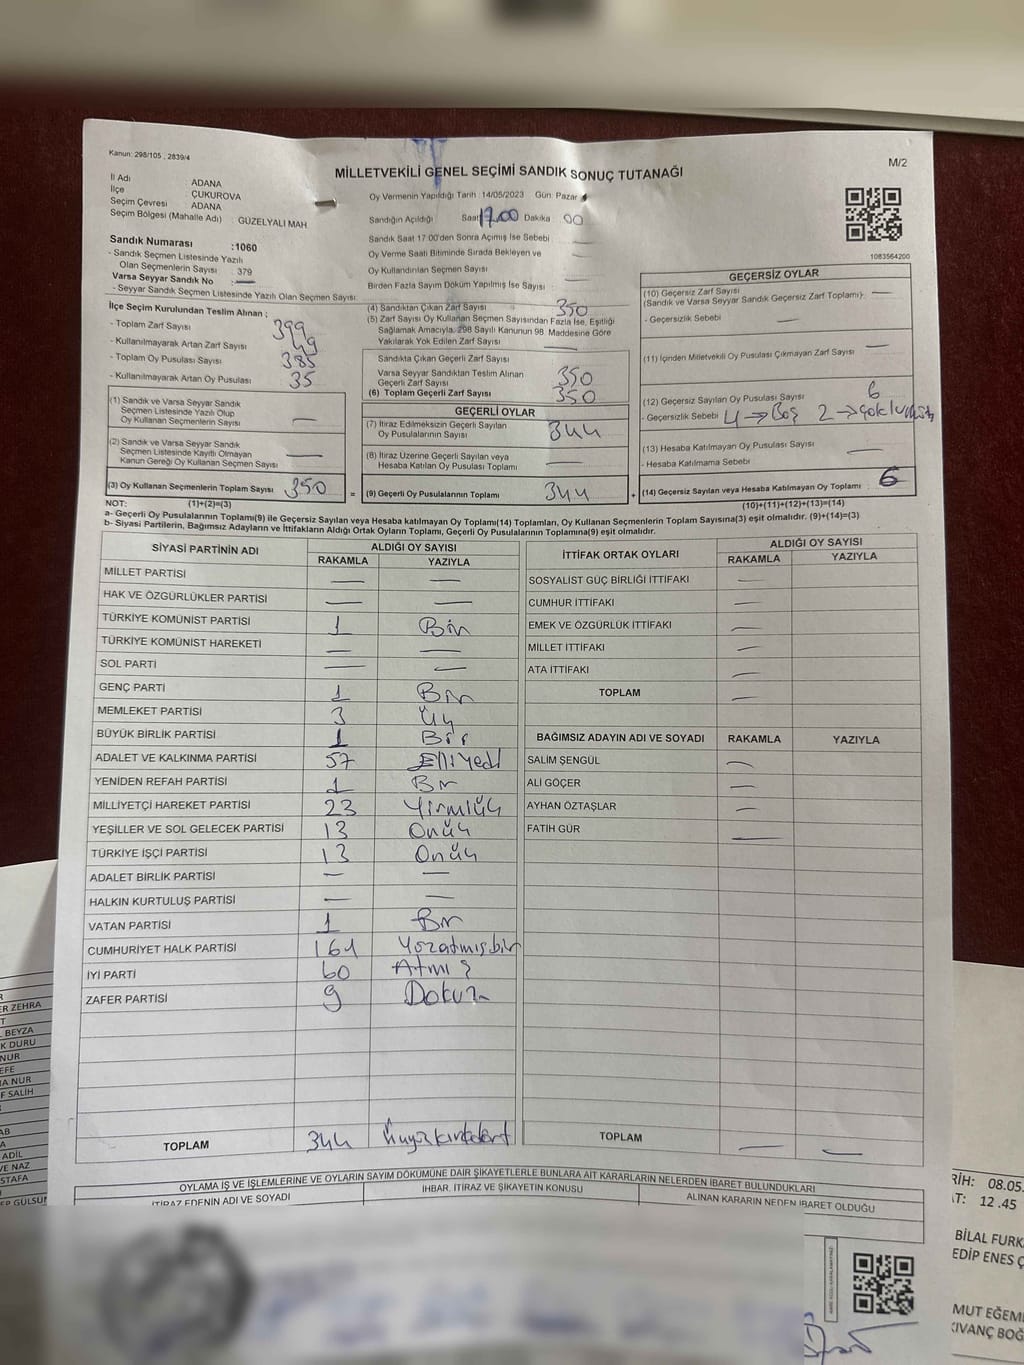 Kanun: 298/105 , 2839/4
M/2
MİLLETVEKİLİ GENEL SEÇİMİ SANDIK SONUÇ TUTANAĞI
İl Adı ADANA
İlçe ÇUKUROVA
Seçim Çevresi ADANA
Seçim Bölgesi (Mahalle Adı) : GÜZELYALI MAH
Sandık Numarası :1060
- Sandık Seçmen Listesinde Yazılı
Olan Seçmenlerin Sayısı : 379
Varsa Seyyar Sandık No : —
- Seyyar Sandık Seçmen Listesinde Yazılı Olan Seçmen Sayısı:
Oy Vermenin Yapıldığı Tarih :14/05/2023 Gün: Pazar
Sandığın Açıldığı Saat 17.00 Dakika 00
Sandık Saat 17:00'den Sonra Açılmış İse Sebebi —
Oy Verme Saati Bitiminde Sırada Bekleyen ve
Oy Kullandırılan Seçmen Sayısı —
Birden Fazla Sayım Döküm Yapılmış İse Sayısı : —
1083564200
İlçe Seçim Kurulundan Teslim Alınan ;
- Toplam Zarf Sayısı 399
- Kullanılmayarak Artan Zarf Sayısı 49
- Toplam Oy Pusulası Sayısı 385
- Kullanılmayarak Artan Oy Pusulası 35
(1) Sandık ve Varsa Seyyar Sandık
Seçmen Listesinde Yazılı Olup
Oy Kullanan Seçmenlerin Sayısı —
(2) Sandık ve Varsa Seyyar Sandık
Seçmen Listesinde Kayıtlı Olmayan
Kanun Gereği Oy Kullanan Seçmen Sayısı —
(3) Oy Kullanan Seçmenlerin Toplam Sayısı 350
(4) Sandıktan Çıkan Zarf Sayısı 350
(5) Zarf Sayısı Oy Kullanan Seçmen Sayısından Fazla İse, Eşitliği
Sağlamak Amacıyla, 298 Sayılı Kanunun 98. Maddesine Göre
Yakılarak Yok Edilen Zarf Sayısı —
Sandıkta Çıkan Geçerli Zarf Sayısı
Varsa Seyyar Sandıktan Teslim Alınan
Geçerli Zarf Sayısı 350
(6) Toplam Geçerli Zarf Sayısı 350
GEÇERLİ OYLAR
(7) İtiraz Edilmeksizin Geçerli Sayılan
Oy Pusulalarının Sayısı 344
(8) İtiraz Üzerine Geçerli Sayılan veya
Hesaba Katılan Oy Pusulası Toplamı —
= (9) Geçerli Oy Pusulalarının Toplamı 344
GEÇERSİZ OYLAR
(10) Geçersiz Zarf Sayısı —
(Sandık ve Varsa Seyyar Sandık Geçersiz Zarf Toplamı)
- Geçersizlik Sebebi —
(11) İçinden Milletvekili Oy Pusulası Çıkmayan Zarf Sayısı —
(12) Geçersiz Sayılan Oy Pusulası Sayısı 6
- Geçersizlik Sebebi 4 → Boş 2 →
(13) Hesaba Katılmayan Oy Pusulası Sayısı —
- Hesaba Katılmama Sebebi
+ (14) Geçersiz Sayılan veya Hesaba Katılmayan Oy Toplamı 6
NOT: (1)+(2)=(3)
(10)+(11)+(12)+(13)=(14)
a- Geçerli Oy Pusulalarının Toplamı(9) ile Geçersiz Sayılan veya Hesaba katılmayan Oy Toplam(14) Toplamları, Oy Kullanan Seçmenlerin Toplam Sayısına(3) eşit olmalıdır. (9)+(14)=(3)
b- Siyasi Partilerin, Bağımsız Adayların ve İttifakların Aldığı Ortak Oyların Toplamı, Geçerli Oy Pusulalarının Toplamına(9) eşit olmalıdır.
SİYASİ PARTİNİN ADI ALDIĞI OY SAYISI
RAKAMLA YAZIYLA
MİLLET PARTİSİ — —
HAK VE ÖZGÜRLÜKLER PARTİSİ — —
TÜRKİYE KOMÜNİST PARTİSİ 1 Bir
TÜRKİYE KOMÜNİST HAREKETİ — —
SOL PARTİ — —
GENÇ PARTİ 1 Bir
MEMLEKET PARTİSİ 3 Üç
BÜYÜK BİRLİK PARTİSİ 1 Bir
ADALET VE KALKINMA PARTİSİ 57 Elliyedi
YENİDEN REFAH PARTİSİ 1 Bir
MİLLİYETÇİ HAREKET PARTİSİ 23 Yirmiüç
YEŞİLLER VE SOL GELECEK PARTİSİ 13 Onüç
TÜRKİYE İŞÇİ PARTİSİ 13 Onüç
ADALET BİRLİK PARTİSİ — —
HALKIN KURTULUŞ PARTİSİ — —
VATAN PARTİSİ 1 Bir
CUMHURİYET HALK PARTİSİ 161 Yüzatmışbir
İYİ PARTİ 60 Atmış
ZAFER PARTİSİ 9 Dokuz
TOPLAM 344 Üçyüzkırkdört
İTTİFAK ORTAK OYLARI ALDIĞI OY SAYISI
RAKAMLA YAZIYLA
SOSYALİST GÜÇ BİRLİĞİ İTTİFAKI —
CUMHUR İTTİFAKI —
EMEK VE ÖZGÜRLÜK İTTİFAKI —
MİLLET İTTİFAKI —
ATA İTTİFAKI —
TOPLAM —
BAĞIMSIZ ADAYIN ADI VE SOYADI RAKAMLA YAZIYLA
SALİM ŞENGÜL —
ALİ GÖÇER —
AYHAN ÖZTAŞLAR —
FATİH GÜR —
TOPLAM — —
OYLAMA İŞ VE İŞLEMLERİNE VE OYLARIN SAYIM DÖKÜMÜNE DAİR ŞİKAYETLERLE BUNLARA AİT KARARLARIN NELERDEN İBARET BULUNDUKLARI
İTİRAZ EDENİN ADI VE SOYADI
İHBAR, İTİRAZ VE ŞİKAYETİN KONUSU
ALINAN KARARIN NEDEN İBARET OLDUĞU
ER ZEHRA
BEYZA
K DURU
NUR
EFE
NA NUR
F SALİH
AB
A
ADİL
VE NAZ
STAFA
GÜLSÜ
RİH: 08.05.
AT: 12.45
BİLAL FURK
EDİP ENES Ç
MUT EĞEM
KIVANÇ BOĞ